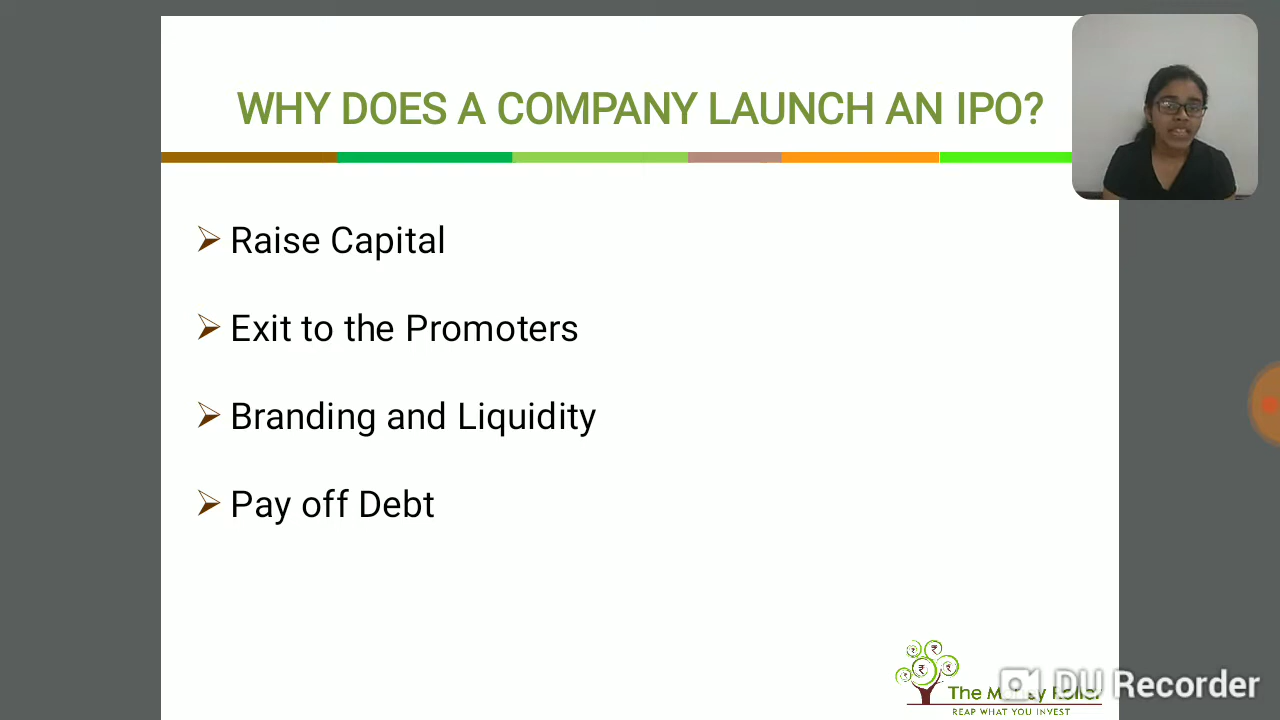 WHY DOES A COMPANY LAUNCH AN IPO?
Raise Capital
Exit to the Promoters
Branding and Liquidity
Pay off Debt
The
DU Recorder
REAP WHAT YOU INVEST